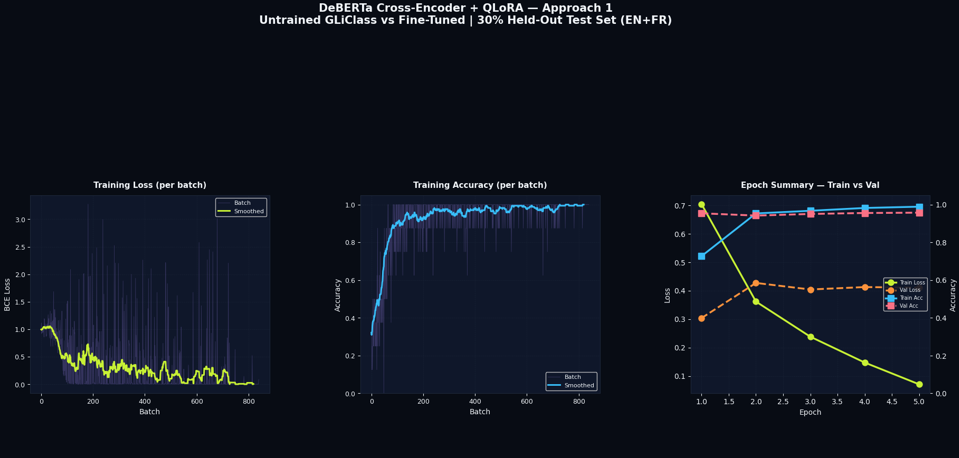 DeBERTa Cross-Encoder + QLoRA — Approach 1
Untrained GLiClass vs Fine-Tuned | 30% Held-Out Test Set (EN+FR)
Training Loss (per batch)
Batch
Smoothed
3.0
2.5
2.0
1.5
1.0
0.5
0.0
BCE Loss
0
200
400
600
800
Batch
Training Accuracy (per batch)
1.0
0.8
0.6
0.4
0.2
0.0
Accuracy
Batch
Smoothed
0
200
400
600
800
Batch
Epoch Summary — Train vs Val
0.7
0.6
0.5
0.4
0.3
0.2
0.1
Loss
Train Loss
Val Loss
Train Acc
Val Acc
1.0
0.8
0.6
0.4
0.2
0.0
Accuracy
1.0
1.5
2.0
2.5
3.0
3.5
4.0
4.5
5.0
Epoch